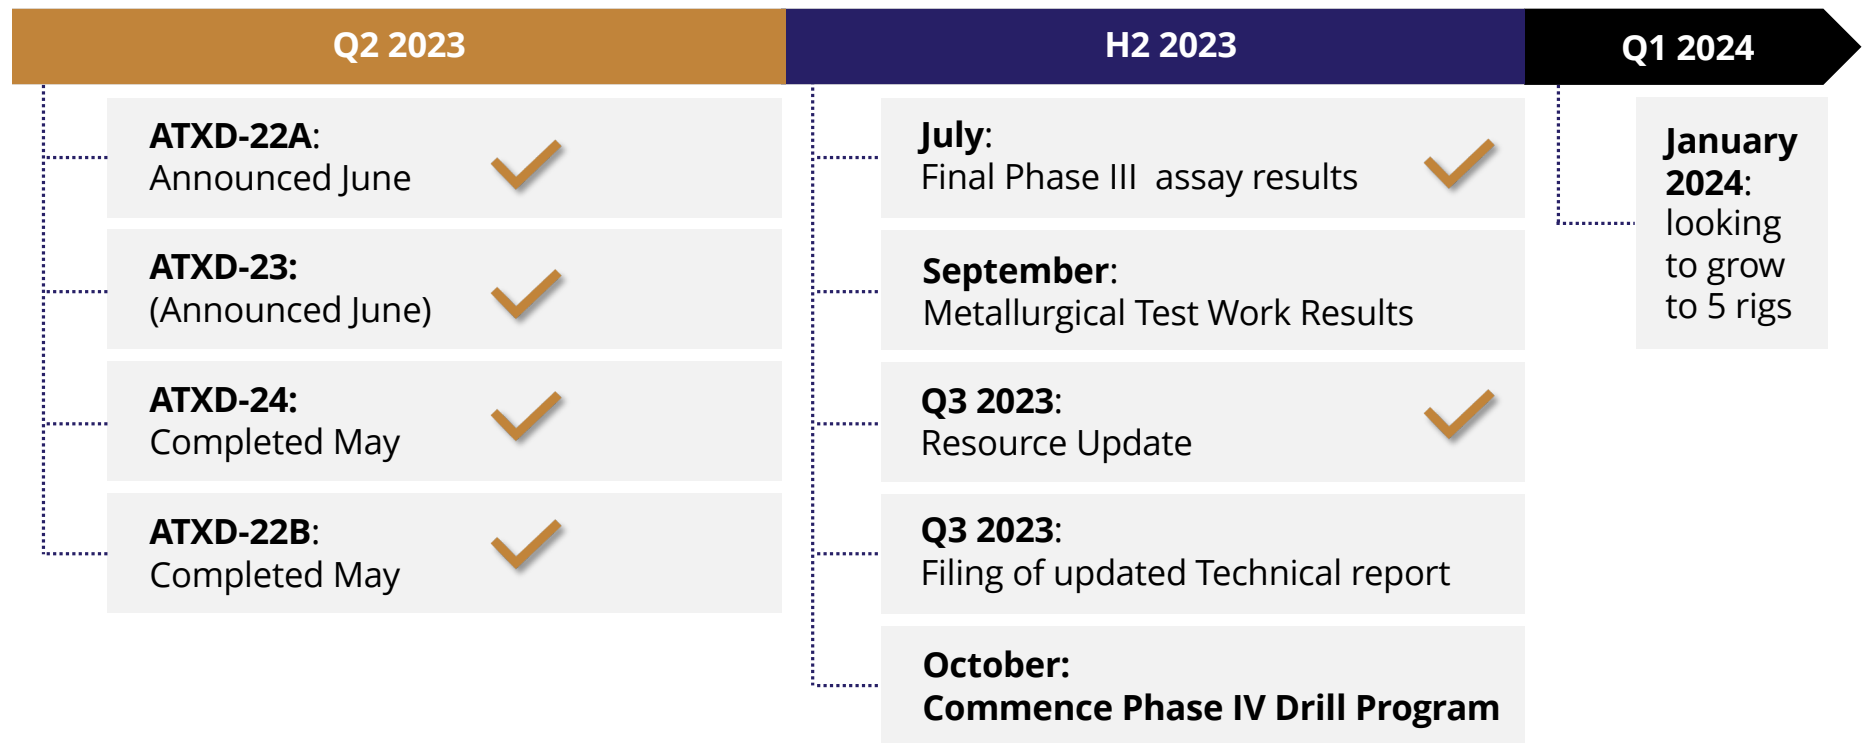 Q2 2023
H2 2023
Q1 2024
ATXD-22A:
Announced June
ATXD-23:
(Announced June)
ATXD-24:
Completed May
ATXD-22B:
Completed May
July:
Final Phase III  assay results
September:
Metallurgical Test Work Results
Q3 2023:
Resource Update
Q3 2023:
Filing of updated Technical report
October:
Commence Phase IV Drill Program
January
2024:
looking
to grow
to 5 rigs